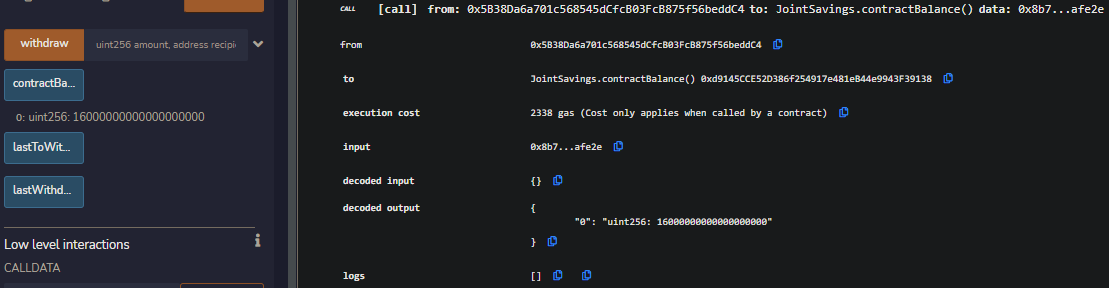 withdraw
uint256 amount, address recipi
contractBa...
0: uint256: 16000000000000000000
lastToWit...
lastWithd...
Low level interactions
i
CALLDATA
CALL [call] from: 0x5B38Da6a701c568545dCfcB03FcB875f56beddC4 to: JointSavings.contractBalance() data: 0x8b7...afe2e
from 0x5B38Da6a701c568545dCfcB03FcB875f56beddC4
to JointSavings.contractBalance() 0xd9145CCE52D386f254917e481eB44e9943F39138
execution cost 2338 gas (Cost only applies when called by a contract)
input 0x8b7...afe2e
decoded input {}
decoded output {
"0": "uint256: 16000000000000000000"
}
logs []